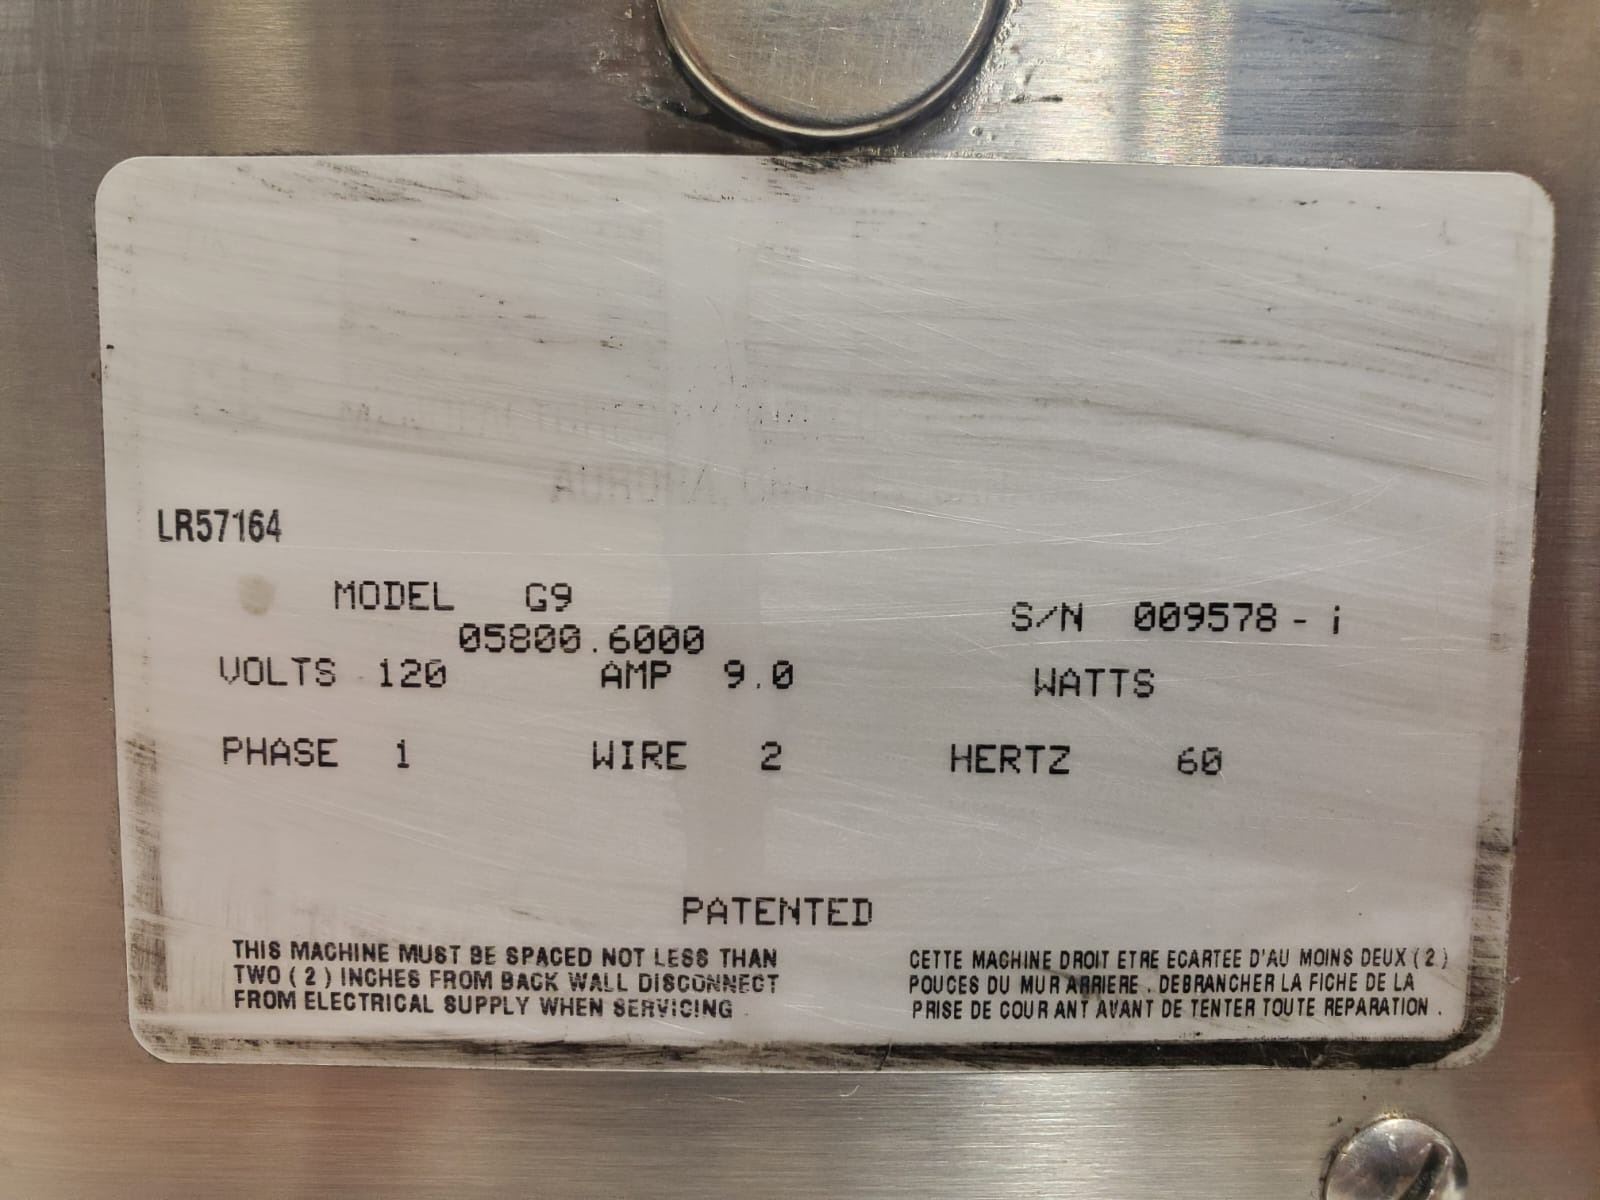 LR57164
MODEL G9
05800.6000
S/N 009578-i
VOLTS 120 AMP 9.0 WATTS
PHASE 1 WIRE 2 HERTZ 60
PATENTED
THIS MACHINE MUST BE SPACED NOT LESS THAN
TWO (2) INCHES FROM BACK WALL DISCONNECT
FROM ELECTRICAL SUPPLY WHEN SERVICING
CETTE MACHINE DROIT ETRE ECARTEE D'AU MOINS DEUX (2)
POUCES DU MUR ARRIERE . DEBRANCHER LA FICHE DE LA
PRISE DE COURANT AVANT DE TENTER TOUTE REPARATION .